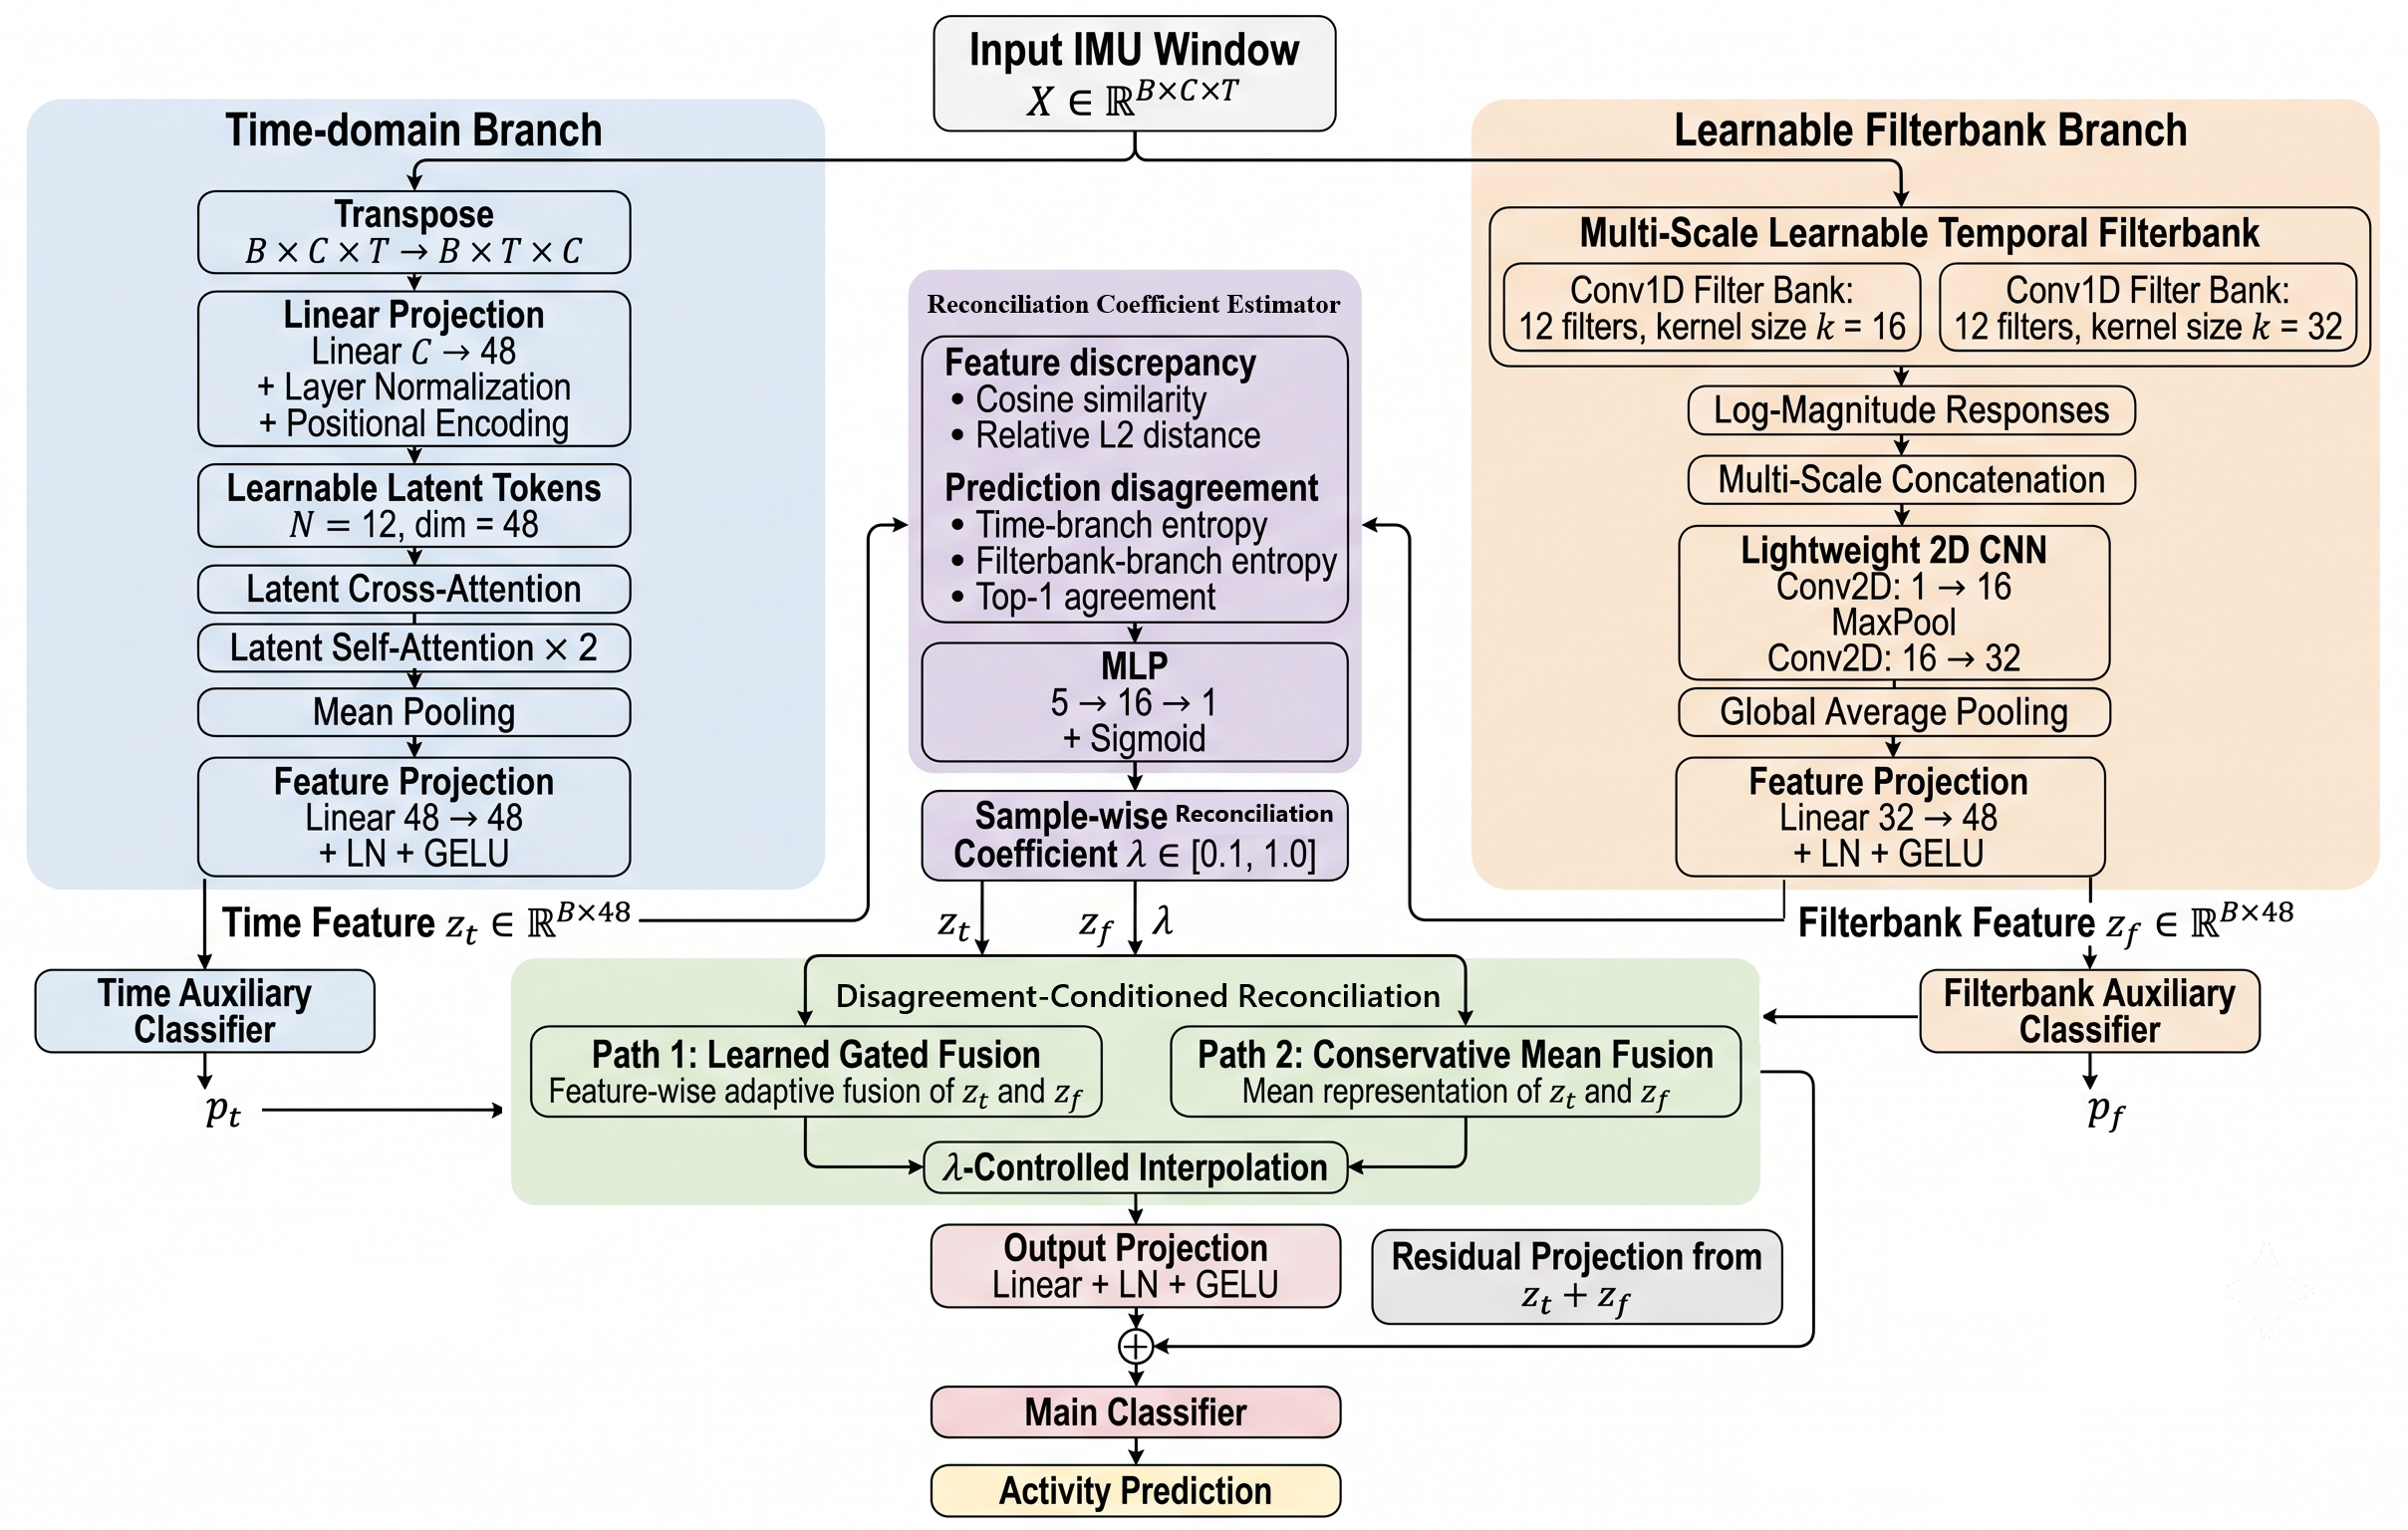 Input IMU Window
X ∈ ℝ^{B×C×T}
Time-domain Branch
Transpose
B × C × T → B × T × C
Linear Projection
Linear C → 48
+ Layer Normalization
+ Positional Encoding
Learnable Latent Tokens
N = 12, dim = 48
Latent Cross-Attention
Latent Self-Attention × 2
Mean Pooling
Feature Projection
Linear 48 → 48
+ LN + GELU
Time Feature z_t ∈ ℝ^{B×48}
Time Auxiliary
Classifier
p_t
Reconciliation Coefficient Estimator
Feature discrepancy
• Cosine similarity
• Relative L2 distance
Prediction disagreement
• Time-branch entropy
• Filterbank-branch entropy
• Top-1 agreement
MLP
5 → 16 → 1
+ Sigmoid
Sample-wise Reconciliation
Coefficient λ ∈ [0.1, 1.0]
z_t z_f λ
Learnable Filterbank Branch
Multi-Scale Learnable Temporal Filterbank
Conv1D Filter Bank:
12 filters, kernel size k = 16
Conv1D Filter Bank:
12 filters, kernel size k = 32
Log-Magnitude Responses
Multi-Scale Concatenation
Lightweight 2D CNN
Conv2D: 1 → 16
MaxPool
Conv2D: 16 → 32
Global Average Pooling
Feature Projection
Linear 32 → 48
+ LN + GELU
Filterbank Feature z_f ∈ ℝ^{B×48}
Filterbank Auxiliary
Classifier
p_f
Disagreement-Conditioned Reconciliation
Path 1: Learned Gated Fusion
Feature-wise adaptive fusion of z_t and z_f
Path 2: Conservative Mean Fusion
Mean representation of z_t and z_f
λ-Controlled Interpolation
Output Projection
Linear + LN + GELU
Residual Projection from
z_t + z_f
Main Classifier
Activity Prediction